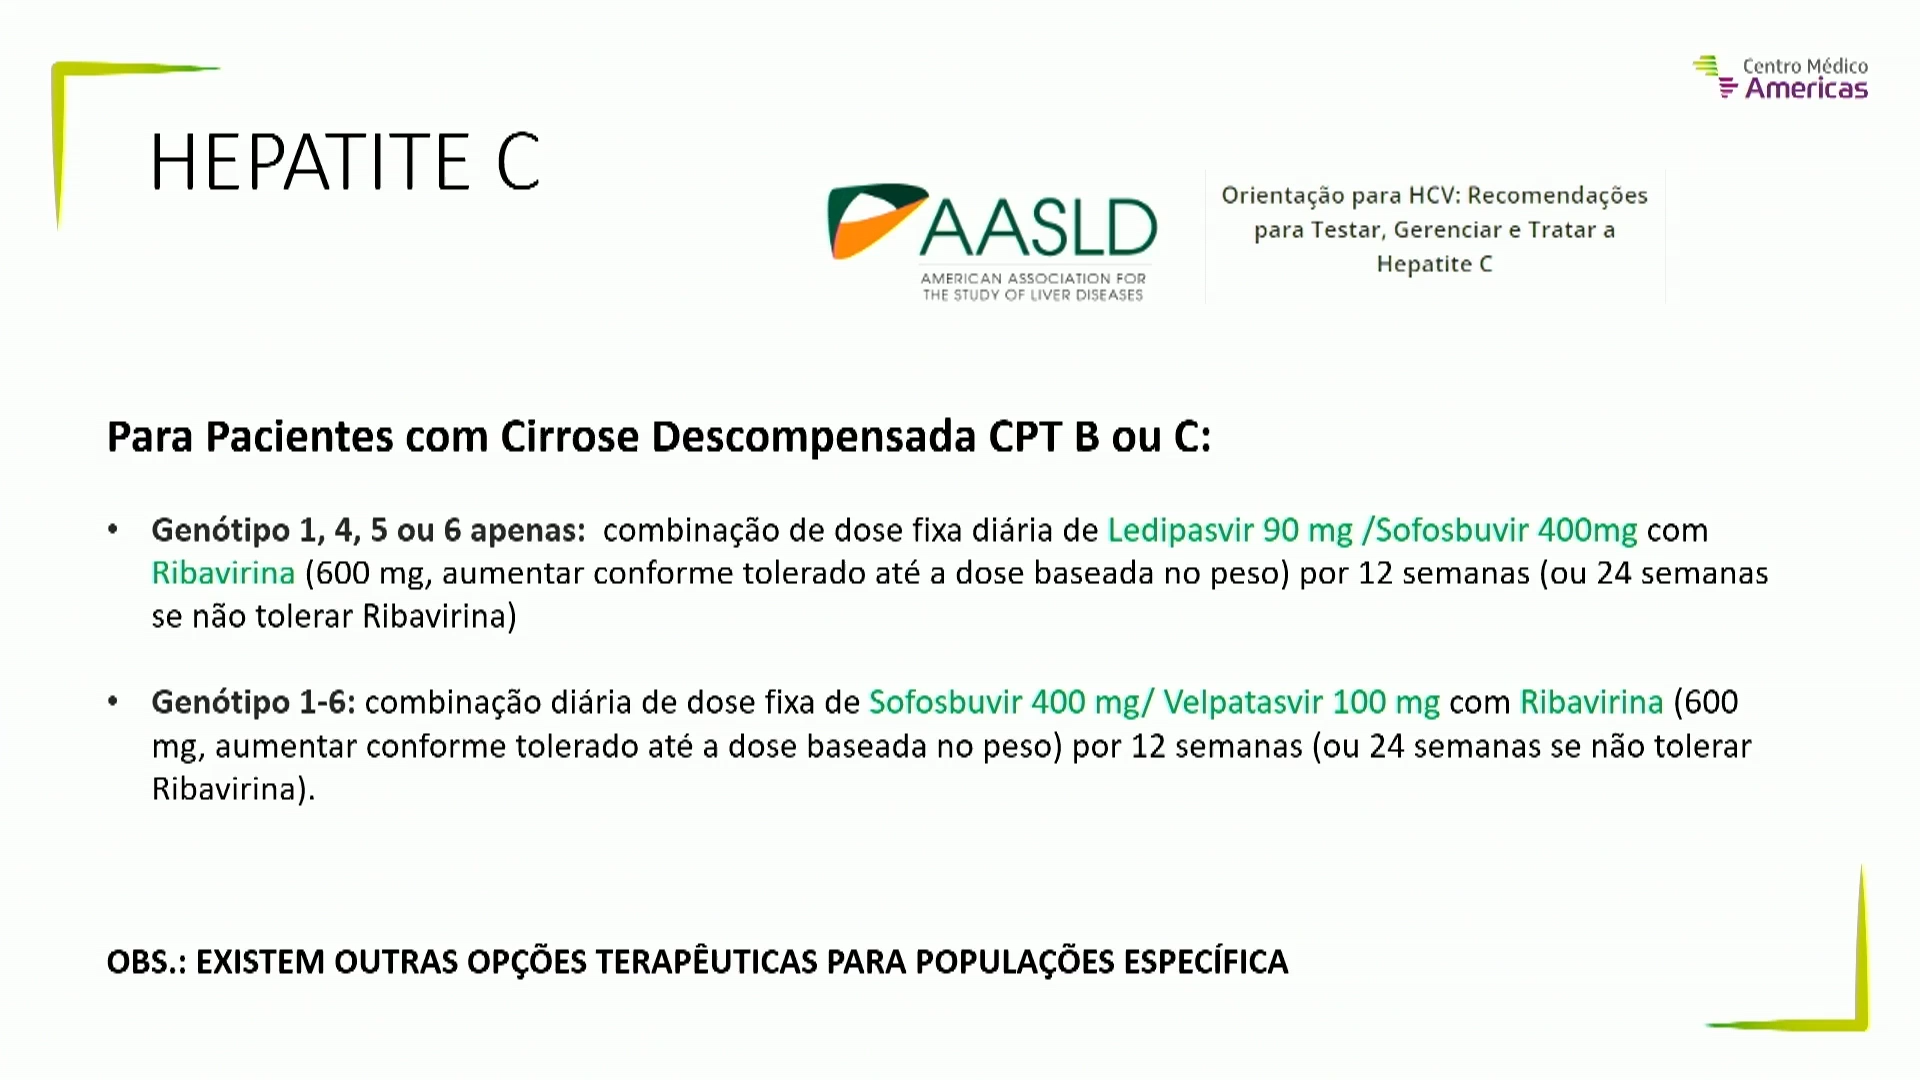 Centro Médico
Americas
HEPATITE C
AASLD
AMERICAN ASSOCIATION FOR
THE STUDY OF LIVER DISEASES
Orientação para HCV: Recomendações
para Testar, Gerenciar e Tratar a
Hepatite C
Para Pacientes com Cirrose Descompensada CPT B ou C:
• Genótipo 1, 4, 5 ou 6 apenas: combinação de dose fixa diária de Ledipasvir 90 mg /Sofosbuvir 400mg com
Ribavirina (600 mg, aumentar conforme tolerado até a dose baseada no peso) por 12 semanas (ou 24 semanas
se não tolerar Ribavirina)
• Genótipo 1-6: combinação diária de dose fixa de Sofosbuvir 400 mg/ Velpatasvir 100 mg com Ribavirina (600
mg, aumentar conforme tolerado até a dose baseada no peso) por 12 semanas (ou 24 semanas se não tolerar
Ribavirina).
OBS.: EXISTEM OUTRAS OPÇÕES TERAPÊUTICAS PARA POPULAÇÕES ESPECÍFICA